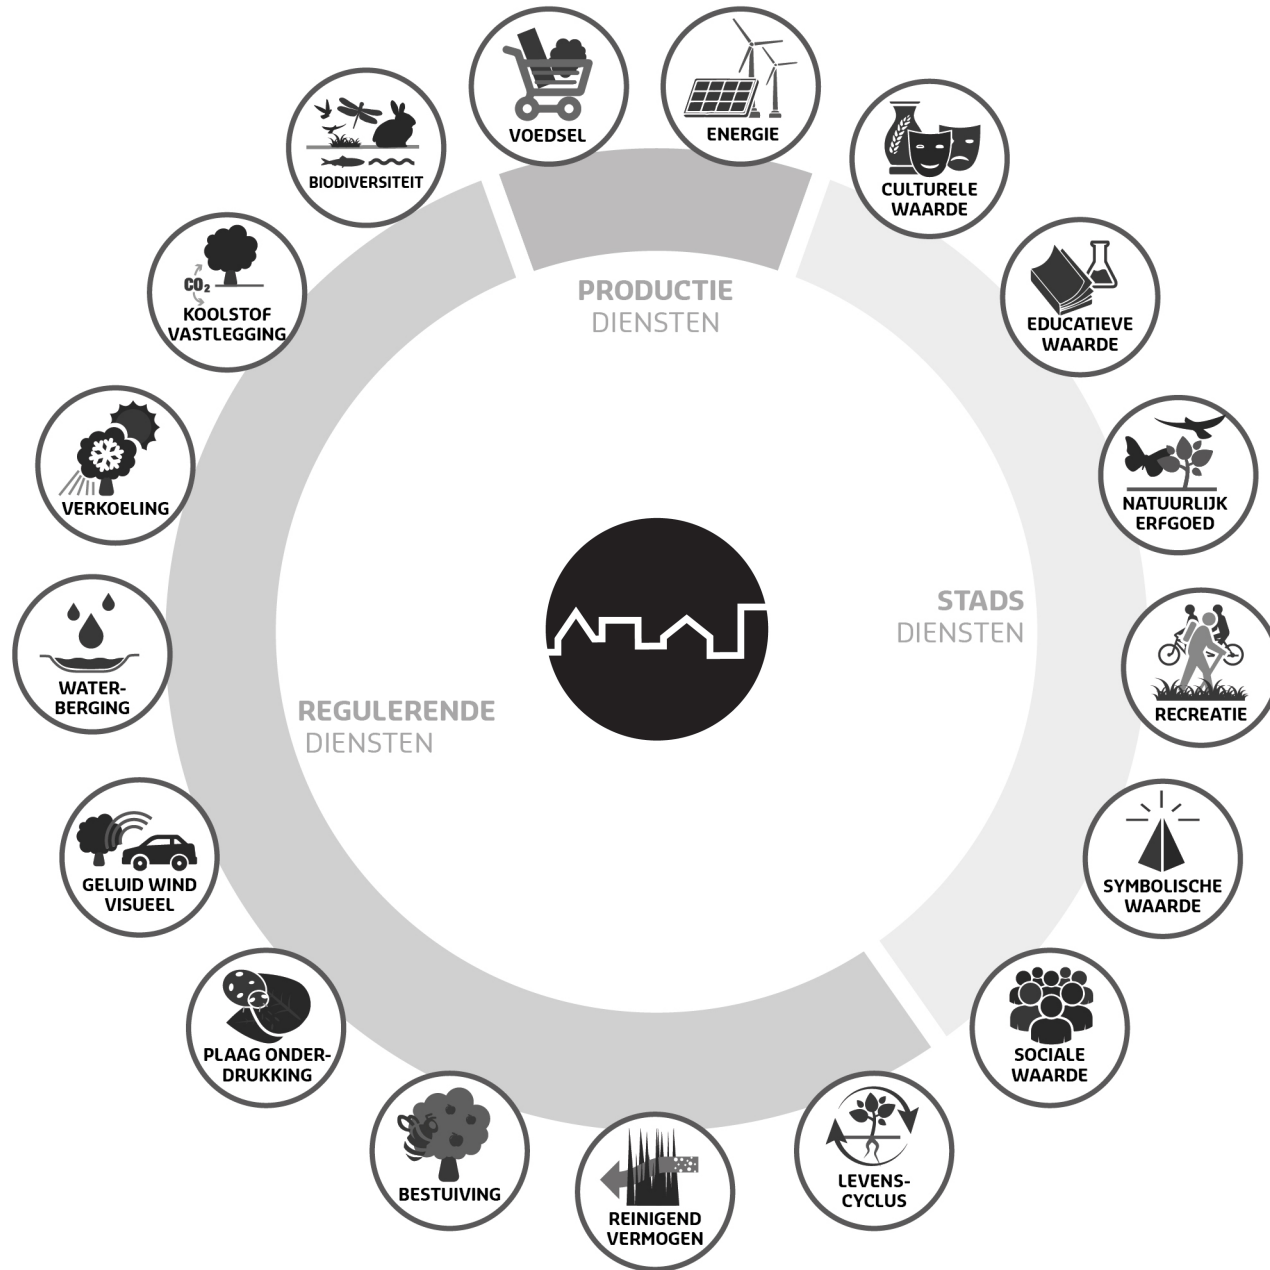 VOEDSEL
ENERGIE
CULTURELE
WAARDE
EDUCATIEVE
WAARDE
NATUURLIJK
ERFGOED
RECREATIE
SYMBOLISCHE
WAARDE
SOCIALE
WAARDE
LEVENS-
CYCLUS
REINIGEND
VERMOGEN
BESTUIVING
PLAAG ONDER-
DRUKKING
GELUID WIND
VISUEEL
WATER-
BERGING
VERKOELING
CO₂
KOOLSTOF
VASTLEGGING
BIODIVERSITEIT
PRODUCTIE
DIENSTEN
STADS
DIENSTEN
REGULERENDE
DIENSTEN